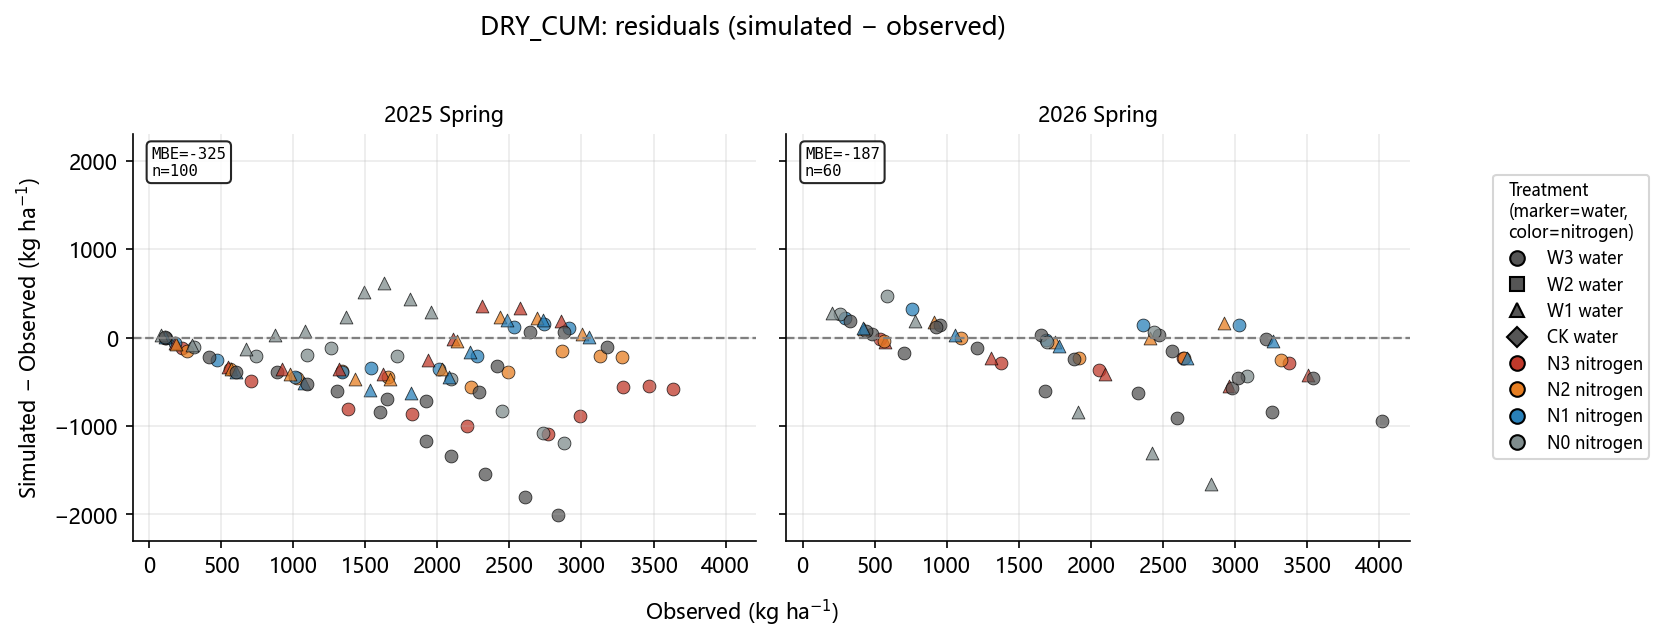 DRY_CUM: residuals (simulated − observed)
2025 Spring
2026 Spring
MBE=-325
n=100
MBE=-187
n=60
Simulated − Observed (kg ha⁻¹)
2000
1000
0
−1000
−2000
0 500 1000 1500 2000 2500 3000 3500 4000
0 500 1000 1500 2000 2500 3000 3500 4000
Observed (kg ha⁻¹)
Treatment
(marker=water,
color=nitrogen)
W3 water
W2 water
W1 water
CK water
N3 nitrogen
N2 nitrogen
N1 nitrogen
N0 nitrogen